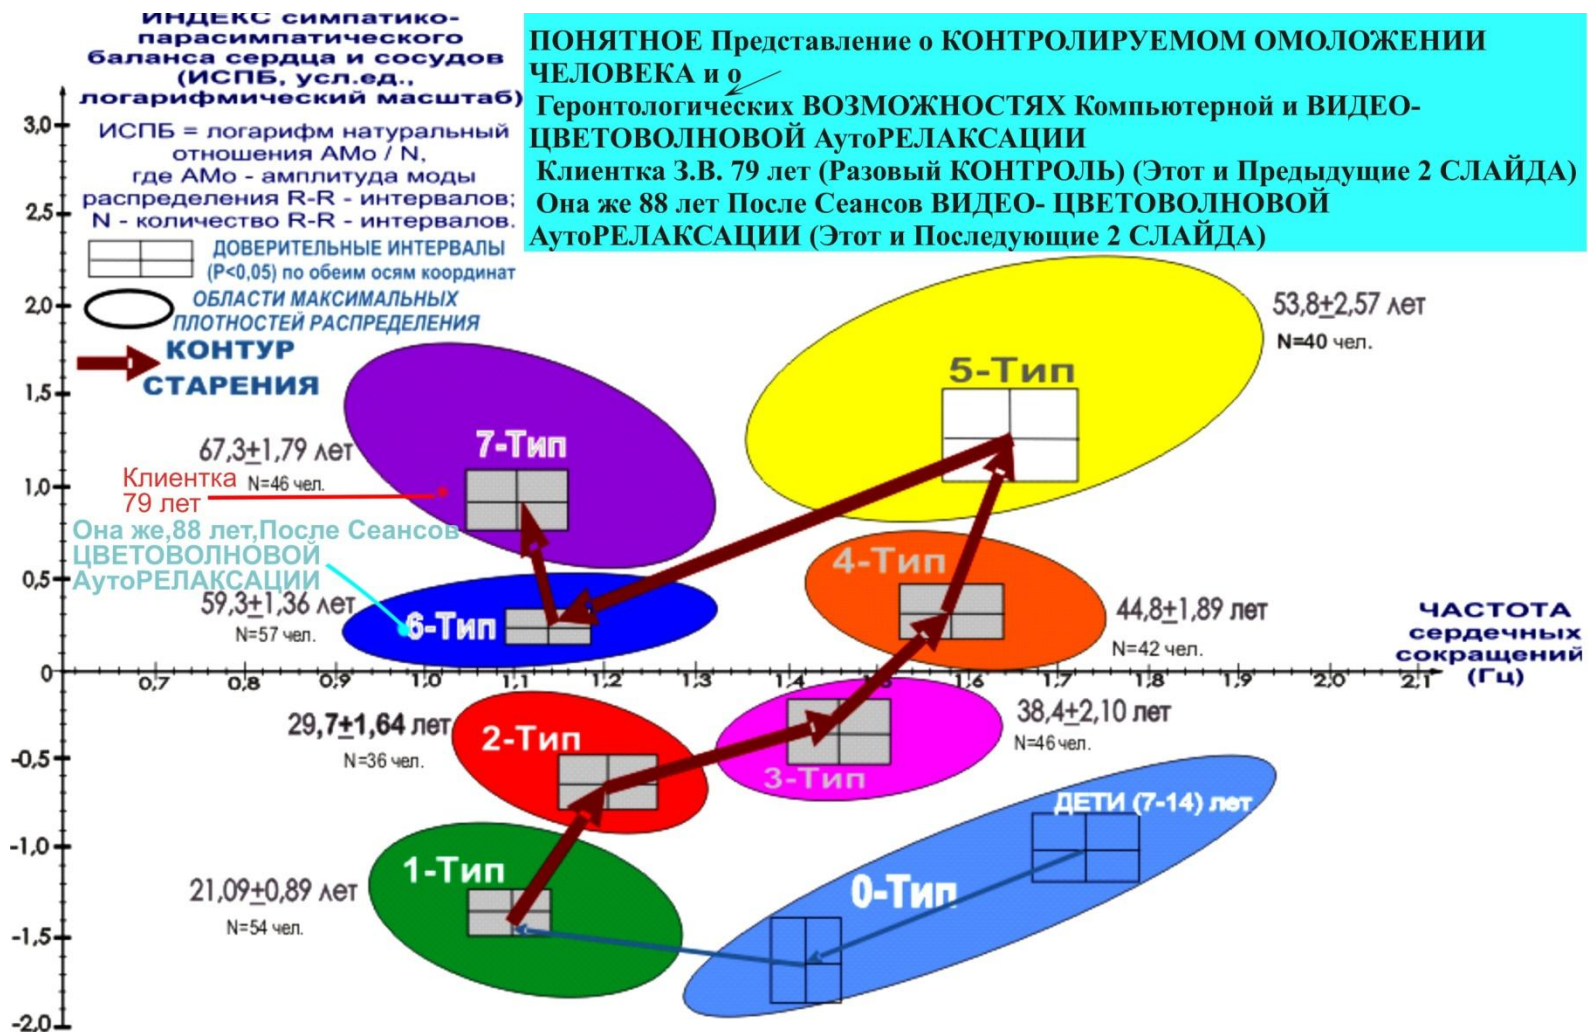 ИНДЕКС симпатико-
парасимпатического
баланса сердца и сосудов
(ИСПБ, усл.ед.,
логарифмический масштаб)
ИСПБ = логарифм натуральный
отношения АМо / N,
где АМо - амплитуда моды
распределения R-R - интервалов;
N - количество R-R - интервалов.
ДОВЕРИТЕЛЬНЫЕ ИНТЕРВАЛЫ
(P<0,05) по обеим осям координат
ОБЛАСТИ МАКСИМАЛЬНЫХ
ПЛОТНОСТЕЙ РАСПРЕДЕЛЕНИЯ
КОНТУР
СТАРЕНИЯ
ПОНЯТНОЕ Представление о КОНТРОЛИРУЕМОМ ОМОЛОЖЕНИИ
ЧЕЛОВЕКА и о
Геронтологических ВОЗМОЖНОСТЯХ Компьютерной и ВИДЕО-
ЦВЕТОВОЛНОВОЙ АутоРЕЛАКСАЦИИ
Клиентка З.В. 79 лет (Разовый КОНТРОЛЬ) (Этот и Предыдущие 2 СЛАЙДА)
Она же 88 лет После Сеансов ВИДЕО- ЦВЕТОВОЛНОВОЙ
АутоРЕЛАКСАЦИИ (Этот и Последующие 2 СЛАЙДА)
3,0
2,5
2,0
1,5
1,0
0,5
0
-0,5
-1,0
-1,5
-2,0
53,8±2,57 лет
N=40 чел.
5-Тип
67,3±1,79 лет
N=46 чел.
7-Тип
Клиентка
79 лет
Она же,88 лет,После Сеансов
ЦВЕТОВОЛНОВОЙ
АутоРЕЛАКСАЦИИ
59,3±1,36 лет
N=57 чел.
6-Тип
4-Тип
44,8±1,89 лет
N=42 чел.
ЧАСТОТА
сердечных
сокращений
(Гц)
0,7 0,8 0,9 1,0 1,1 1,2 1,3 1,4 1,6 1,7 1,8 1,9 2,0 2,1
29,7±1,64 лет
N=36 чел.
2-Тип
38,4±2,10 лет
N=46 чел.
3-Тип
ДЕТИ (7-14) лет
0-Тип
1-Тип
21,09±0,89 лет
N=54 чел.